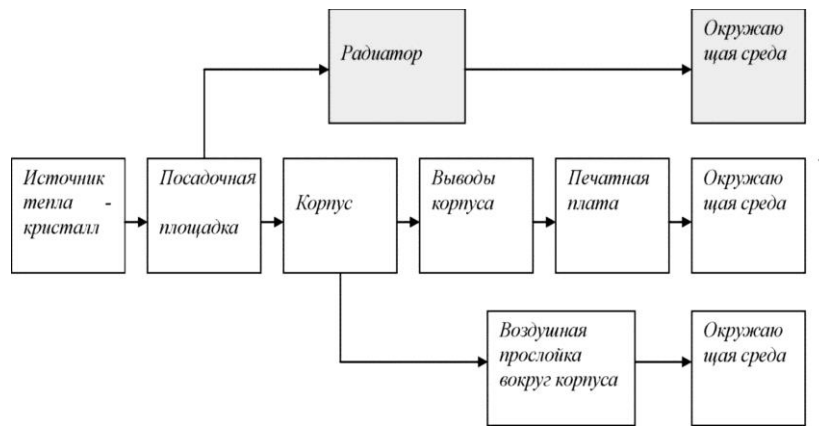 Радиатор
Окружаю
щая среда
Источник
тепла -
кристалл
Посадочная
площадка
Корпус
Выводы
корпуса
Печатная
плата
Окружаю
щая среда
Воздушная
прослойка
вокруг корпуса
Окружаю
щая среда